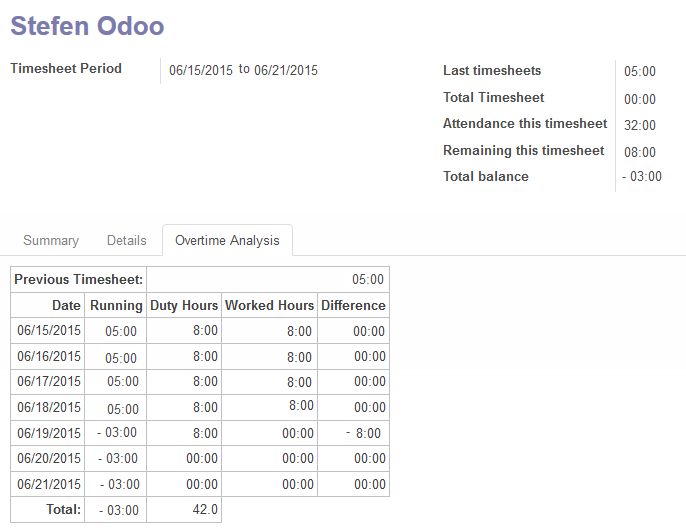 Stefen Odoo
Timesheet Period 06/15/2015 to 06/21/2015
Last timesheets 05:00
Total Timesheet 00:00
Attendance this timesheet 32:00
Remaining this timesheet 08:00
Total balance - 03:00
Summary Details Overtime Analysis
Previous Timesheet: 05:00
Date Running Duty Hours Worked Hours Difference
06/15/2015 05:00 8:00 8:00 00:00
06/16/2015 05:00 8:00 8:00 00:00
06/17/2015 05:00 8:00 8:00 00:00
06/18/2015 05:00 8:00 8:00 00:00
06/19/2015 - 03:00 8:00 00:00 - 8:00
06/20/2015 - 03:00 00:00 00:00 00:00
06/21/2015 - 03:00 00:00 00:00 00:00
Total: - 03:00 42.0